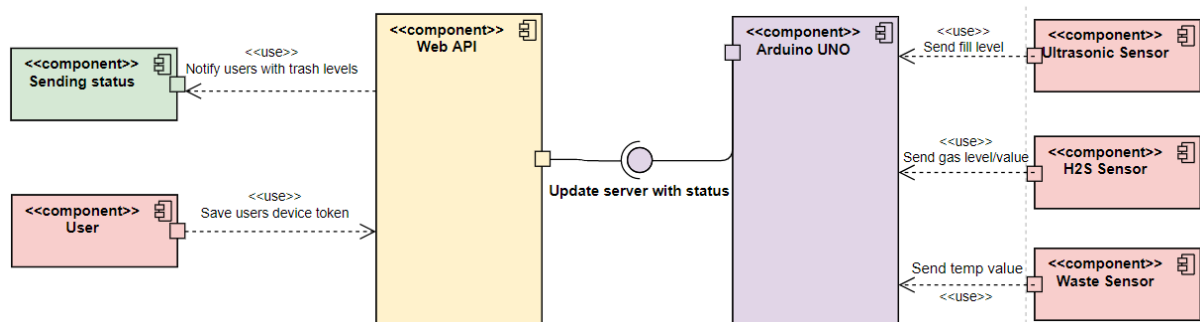 <<component>>
Sending status
<<use>>
Notify users with trash levels
<<component>>
User
<<use>>
Save users device token
<<component>>
Web API
Update server with status
<<component>>
Arduino UNO
<<use>>
Send fill level
<<component>>
Ultrasonic Sensor
<<use>>
Send gas level/value
<<component>>
H2S Sensor
Send temp value
<<use>>
<<component>>
Waste Sensor